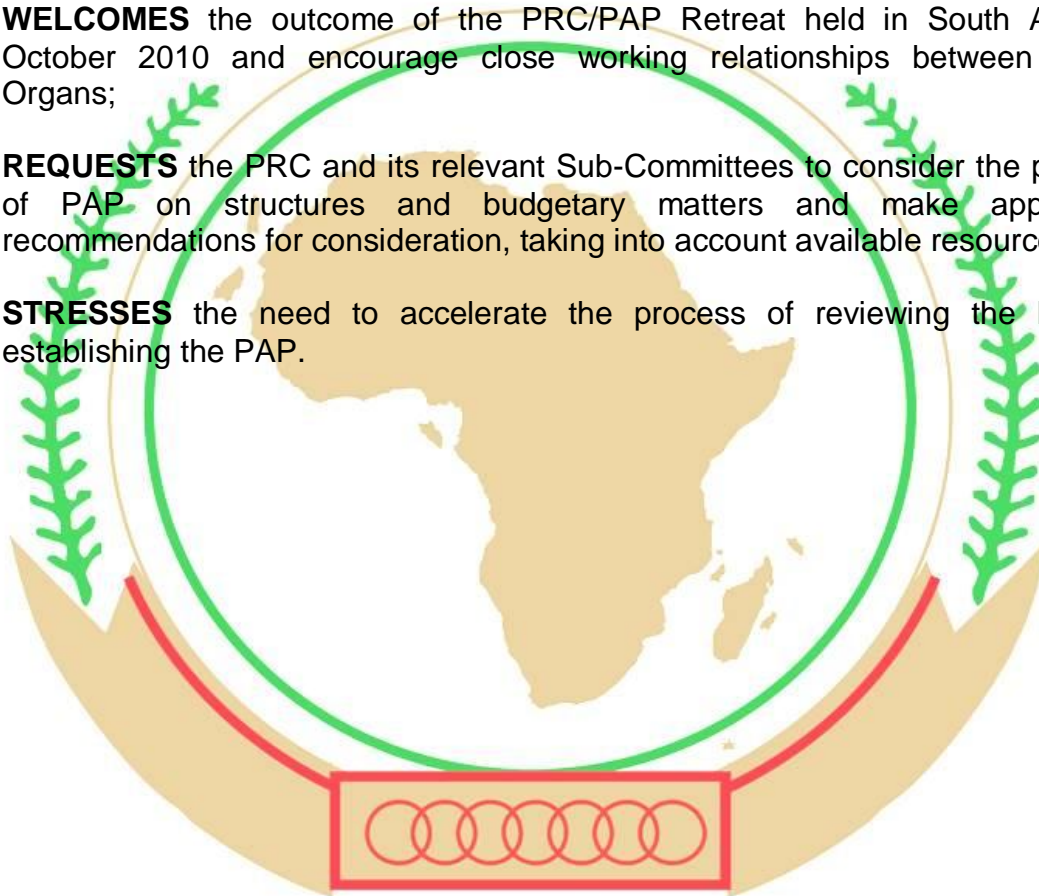 WELCOMES the outcome of the PRC/PAP Retreat held in South
October 2010 and encourage close working relationships between
Organs;
REQUESTS the PRC and its relevant Sub-Committees to consider the
of PAP on structures and budgetary matters and make
recommendations for consideration, taking into account available
STRESSES the need to accelerate the process of reviewing the
establishing the PAP.